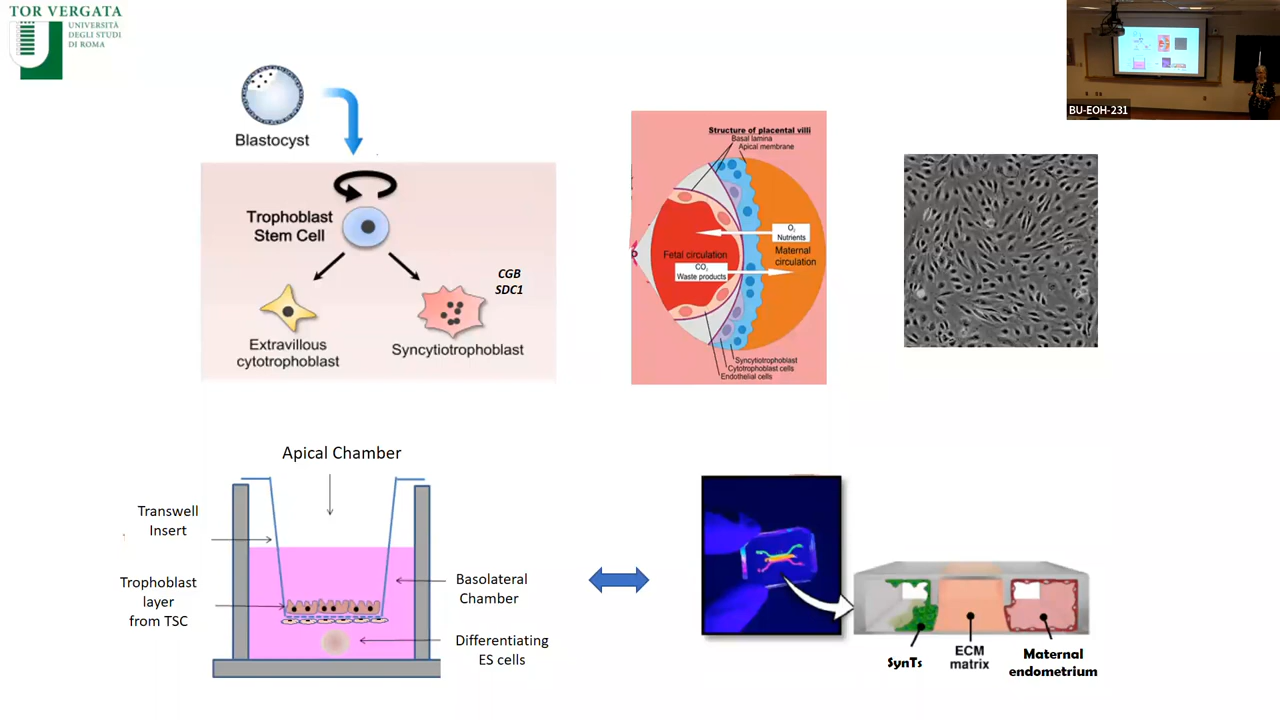 TOR VERGATA
UNIVERSITÀ
DEGLI STUDI
DI ROMA
BU-EOH-231
Blastocyst
Trophoblast
Stem Cell
CGB
SDC1
Extravillous
cytotrophoblast
Syncytiotrophoblast
Structure of placental villi
Basal lamina
Apical membrane
O2
Nutrients
Fetal circulation
Maternal
circulation
CO2
Waste products
Syncytiotrophoblast
Cytotrophoblast cells
Endothelial cells
Apical Chamber
Transwell
Insert
Trophoblast
layer
from TSC
Basolateral
Chamber
Differentiating
ES cells
SynTs
ECM
matrix
Maternal
endometrium